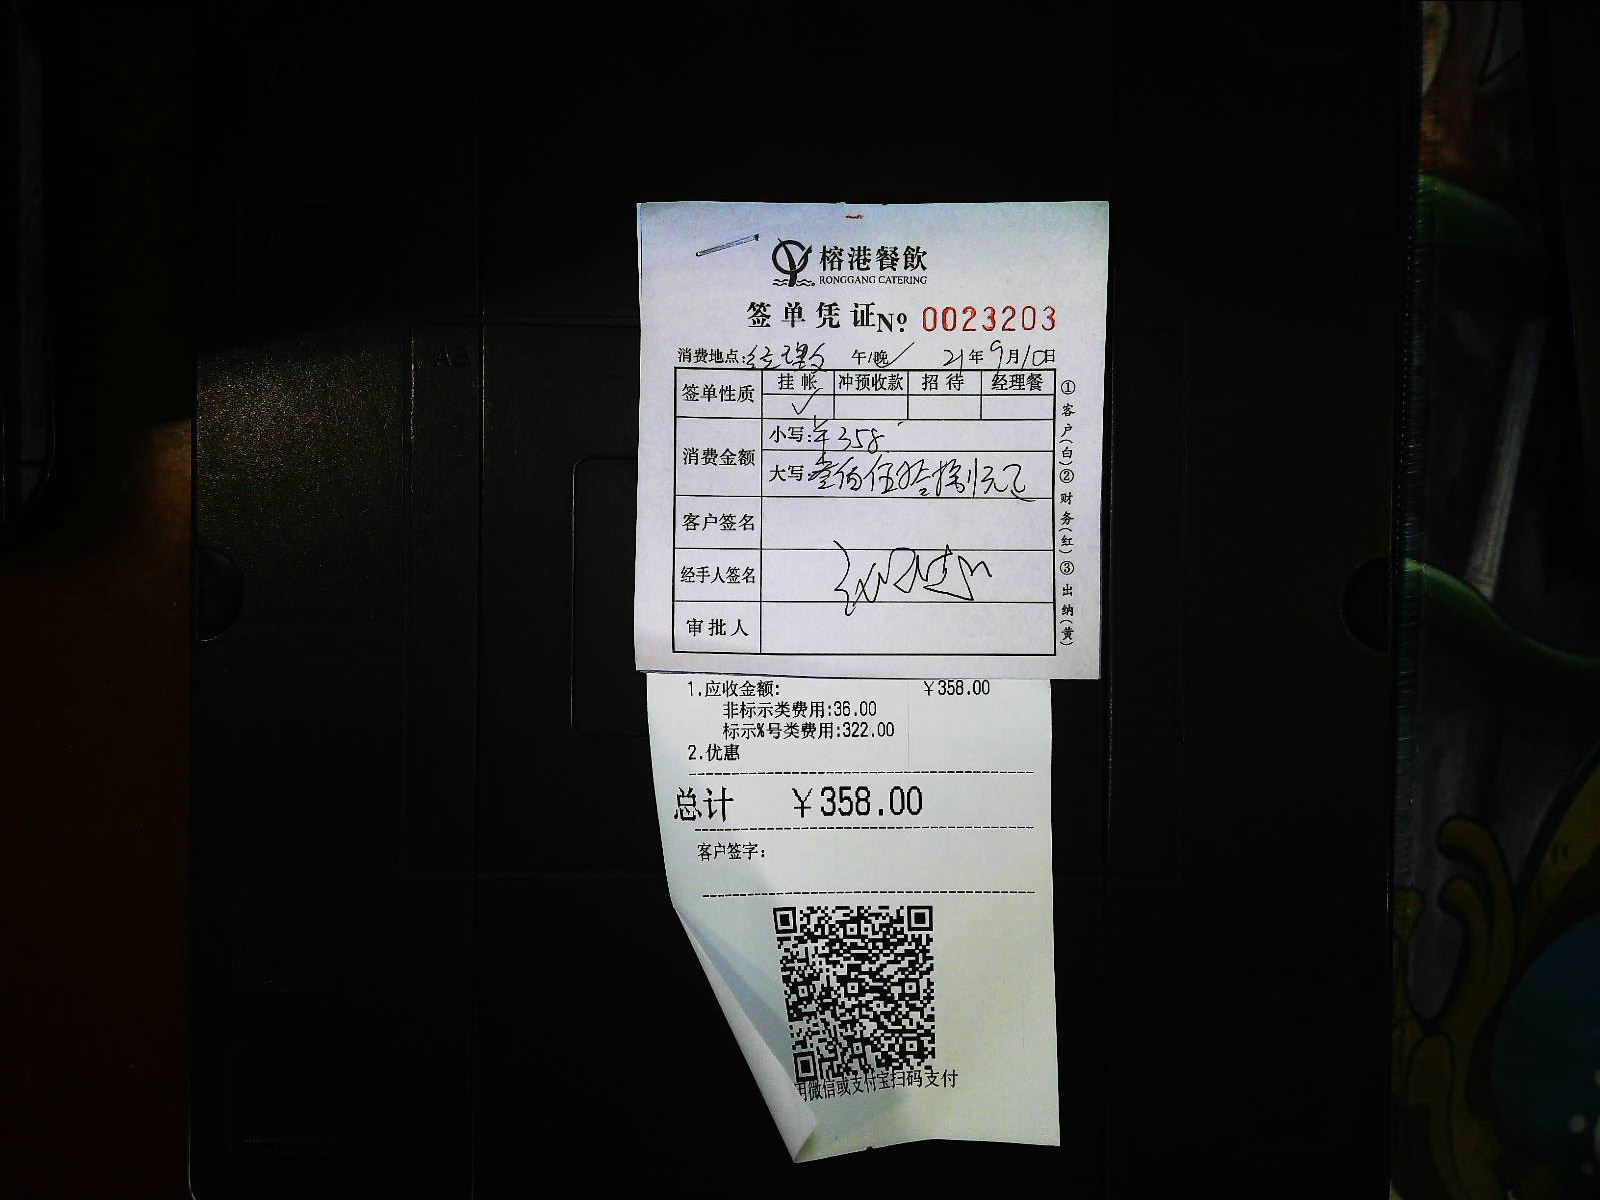 榕港餐飲
RONGGANG CATERING
签单凭证 № 0023203
消费地点: 午/晚 21年9月10日
签单性质 挂帐 冲预收款 招待 经理餐
✓
消费金额 小写:¥358
大写:叁佰伍拾捌元正
客户签名
经手人签名
审批人
①客户(白)②财务(红)③出纳(黄)
1.应收金额: ￥358.00
非标示类费用:36.00
标示%号类费用:322.00
2.优惠
总计 ￥358.00
客户签字:
用微信或支付宝扫码支付